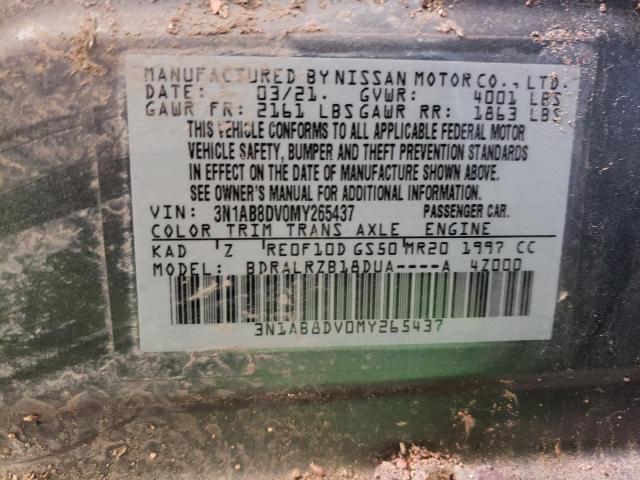 MANUFACTURED BY NISSAN MOTOR CO., LTD.
DATE: 03/21. GVWR: 4001 LBS
GAWR FR: 2161 LBS GAWR RR: 1863 LBS
THIS VEHICLE CONFORMS TO ALL APPLICABLE FEDERAL MOTOR
VEHICLE SAFETY, BUMPER AND THEFT PREVENTION STANDARDS
IN EFFECT ON THE DATE OF MANUFACTURE SHOWN ABOVE.
SEE OWNER'S MANUAL FOR ADDITIONAL INFORMATION.
VIN: 3N1AB8DV0MY265437 PASSENGER CAR.
COLOR TRIM TRANS AXLE ENGINE
KAD Z RE0F10D GS50 MR20 1997 CC
MODEL: BDRALRZB18DUA----A 4Z000
3N1AB8DV0MY265437